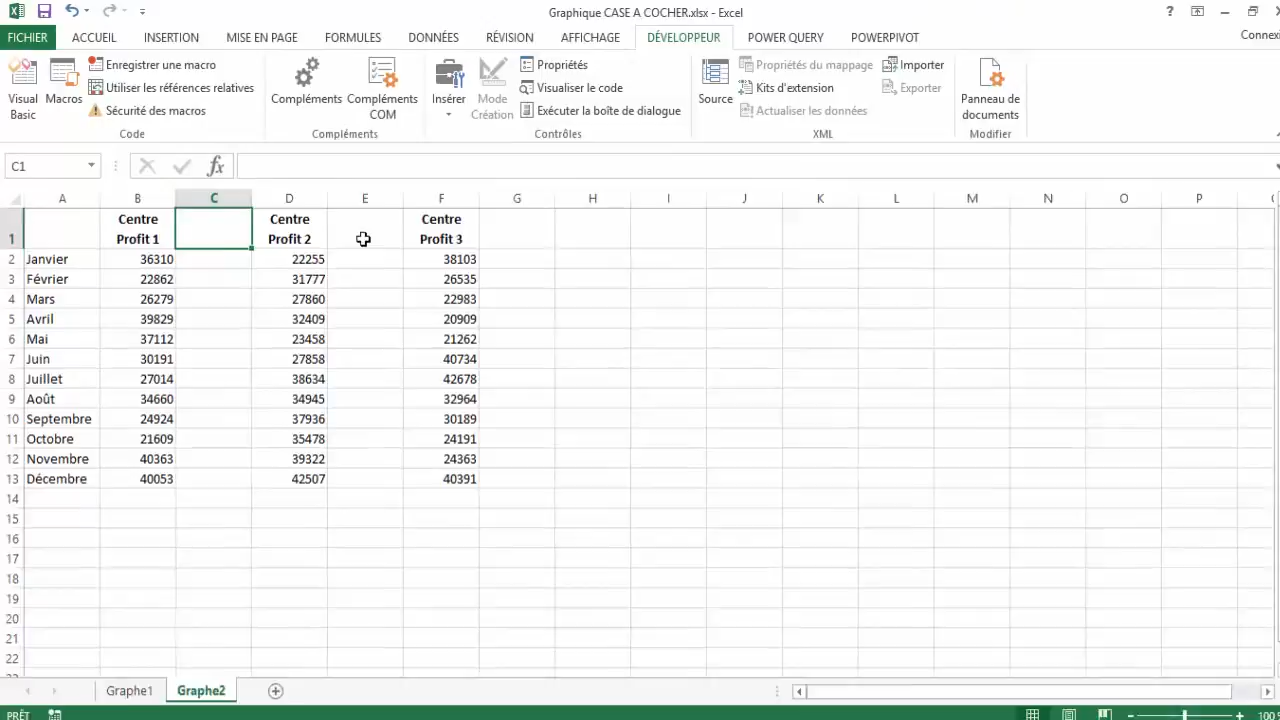 Graphique CASE A COCHER.xlsx - Excel
FICHIER ACCUEIL INSERTION MISE EN PAGE FORMULES DONNÉES RÉVISION AFFICHAGE DÉVELOPPEUR POWER QUERY POWERPIVOT
Visual Basic
Macros
Enregistrer une macro
Utiliser les références relatives
Sécurité des macros
Code
Compléments
Compléments COM
Compléments
Insérer
Mode Création
Propriétés
Visualiser le code
Exécuter la boîte de dialogue
Contrôles
Source
Propriétés du mappage
Kits d'extension
Actualiser les données
Importer
Exporter
XML
Panneau de documents
Modifier
C1 fx
A B C D E F G H I J K L M N O P
Centre Centre Centre
1 Profit 1 Profit 2 Profit 3
2 Janvier 36310 22255 38103
3 Février 22862 31777 26535
4 Mars 26279 27860 22983
5 Avril 39829 32409 20909
6 Mai 37112 23458 21262
7 Juin 30191 27858 40734
8 Juillet 27014 38634 42678
9 Août 34660 34945 32964
10 Septembre 24924 37936 30189
11 Octobre 21609 35478 24191
12 Novembre 40363 39322 24363
13 Décembre 40053 42507 40391
14
15
16
17
18
19
20
21
22
Graphe1 Graphe2
PRÊT